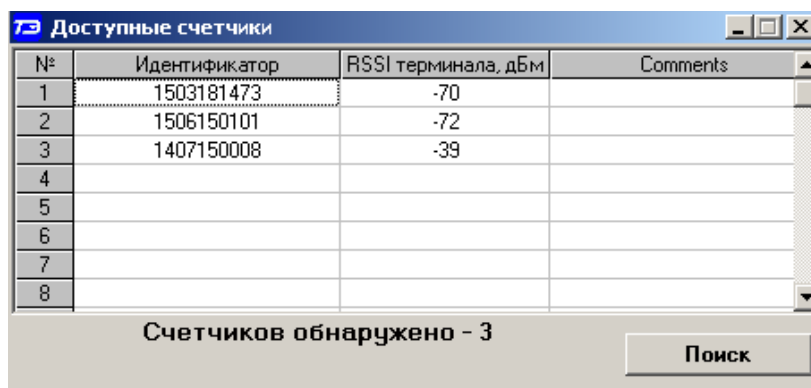 ТЭ Доступные счетчики
№ Идентификатор RSSI терминала, дБм Comments
1 1503181473 -70
2 1506150101 -72
3 1407150008 -39
4
5
6
7
8
Счетчиков обнаружено - 3
Поиск